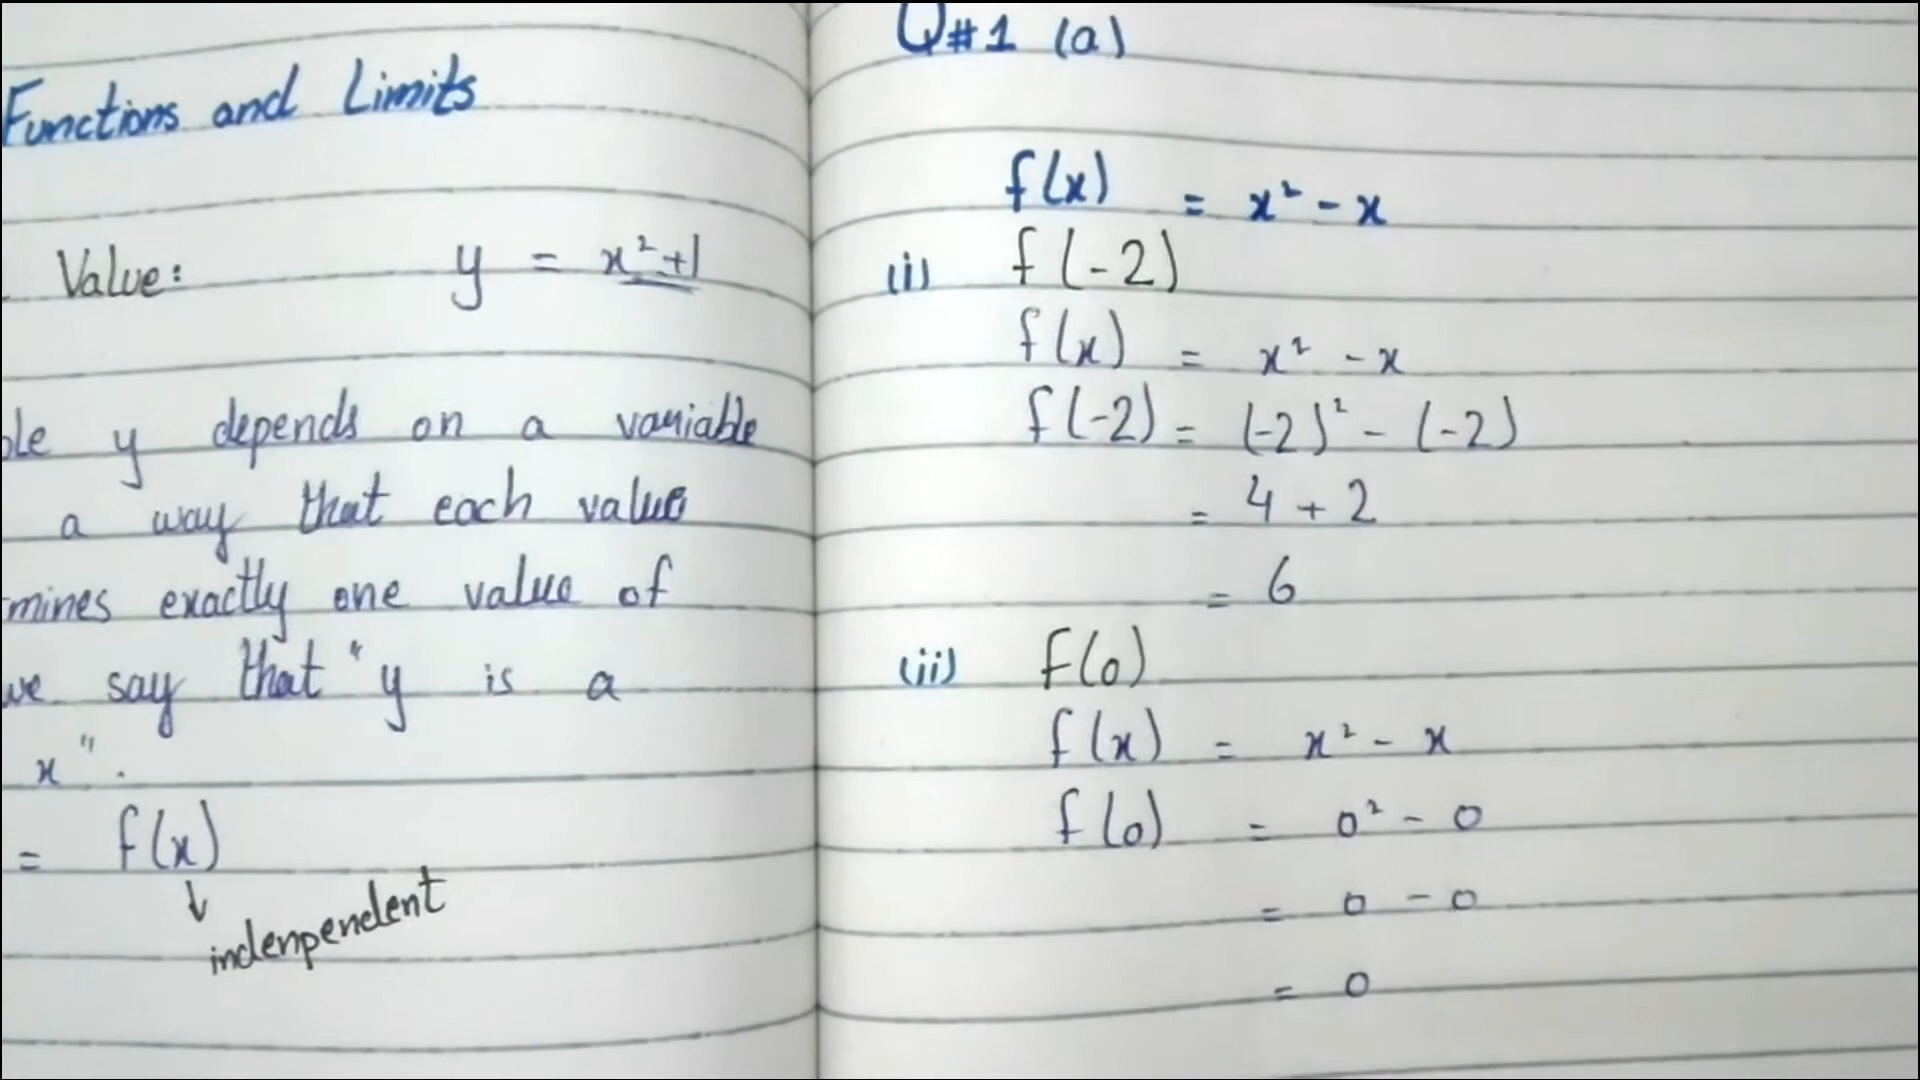 Functions and Limits
Value: y = x²+1
y depends on a variable
a way that each value
mines exactly one value of
we say that "y is a
x".
= f(x)
↓
indenpendent
Q#1 (a)
f(x) = x² - x
(i) f(-2)
f(x) = x² - x
f(-2) = (-2)² - (-2)
= 4 + 2
= 6
(ii) f(0)
f(x) = x² - x
f(0) = 0² - 0
= 0 - 0
= 0